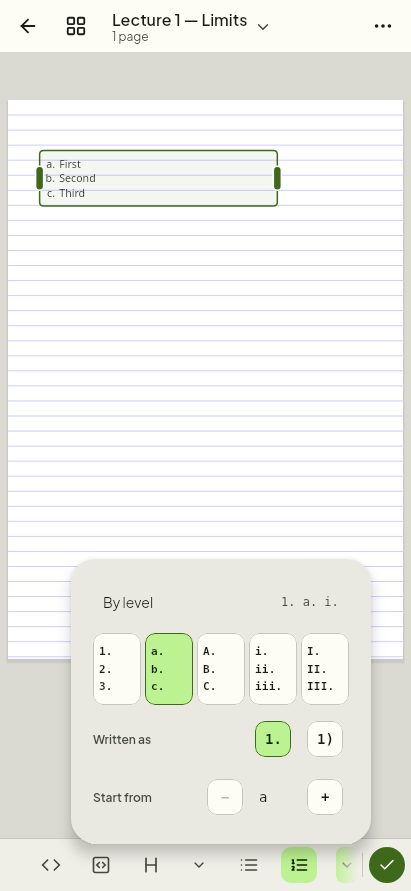 Lecture 1 — Limits
1 page
a. First
b. Second
c. Third
By level 1. a. i.
1. a. A. i. I.
2. b. B. ii. II.
3. c. C. iii. III.
Written as 1. 1)
Start from − a +
H